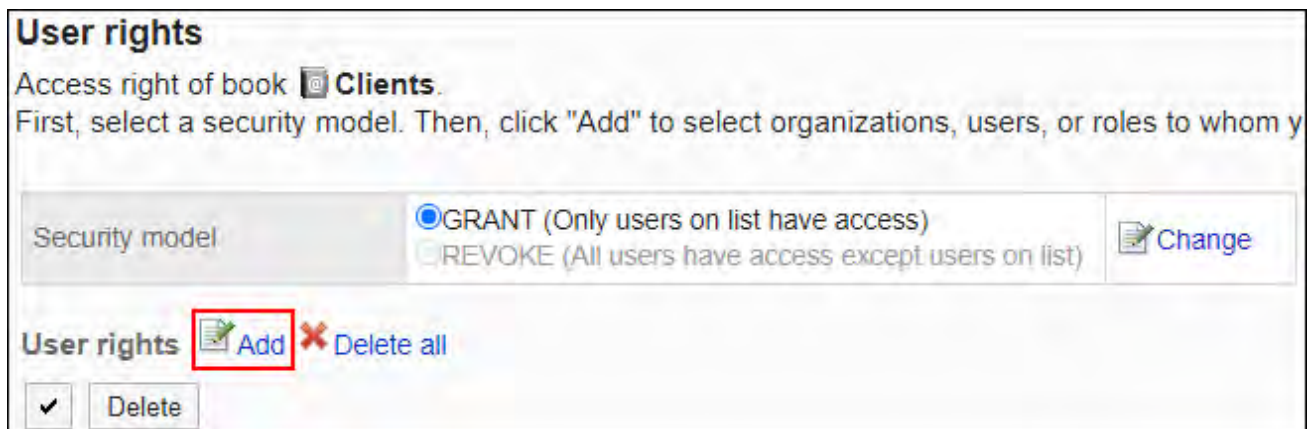 User rights
Access right of book Clients.
First, select a security model. Then, click "Add" to select organizations, users, or roles to whom y
Security model
GRANT (Only users on list have access)
REVOKE (All users have access except users on list)
Change
User rights Add Delete all
Delete